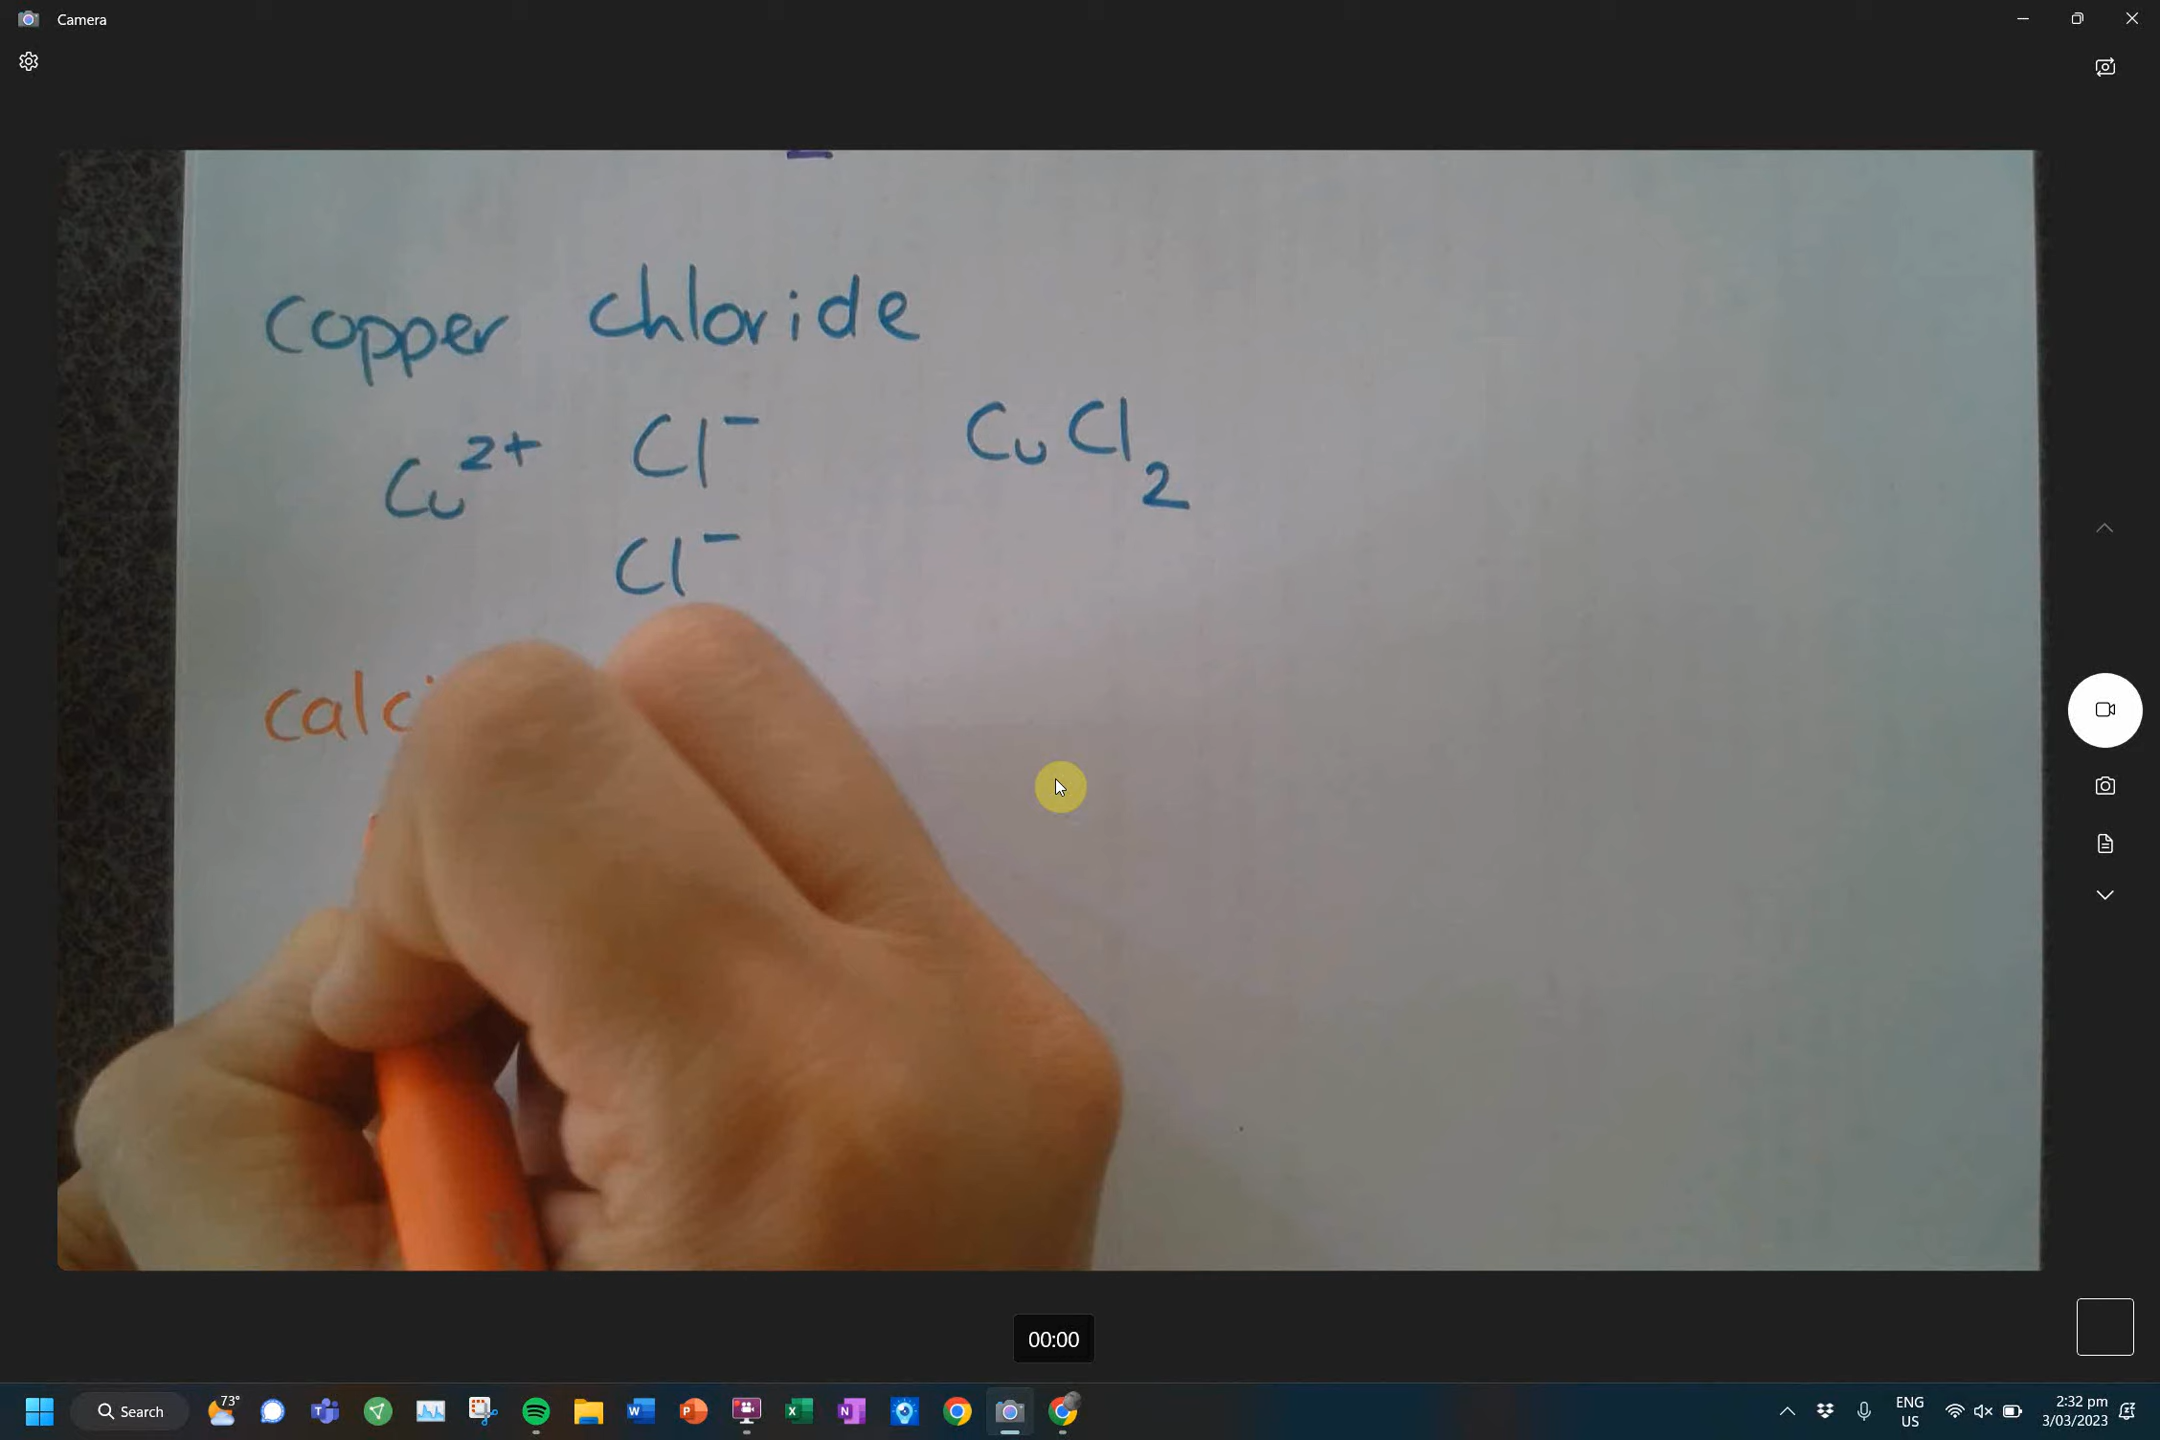 Camera
copper chloride
Cu2+ Cl- CuCl2
Cl-
calci
00:00
73°
Search
ENG
US
2:32 pm
3/03/2023